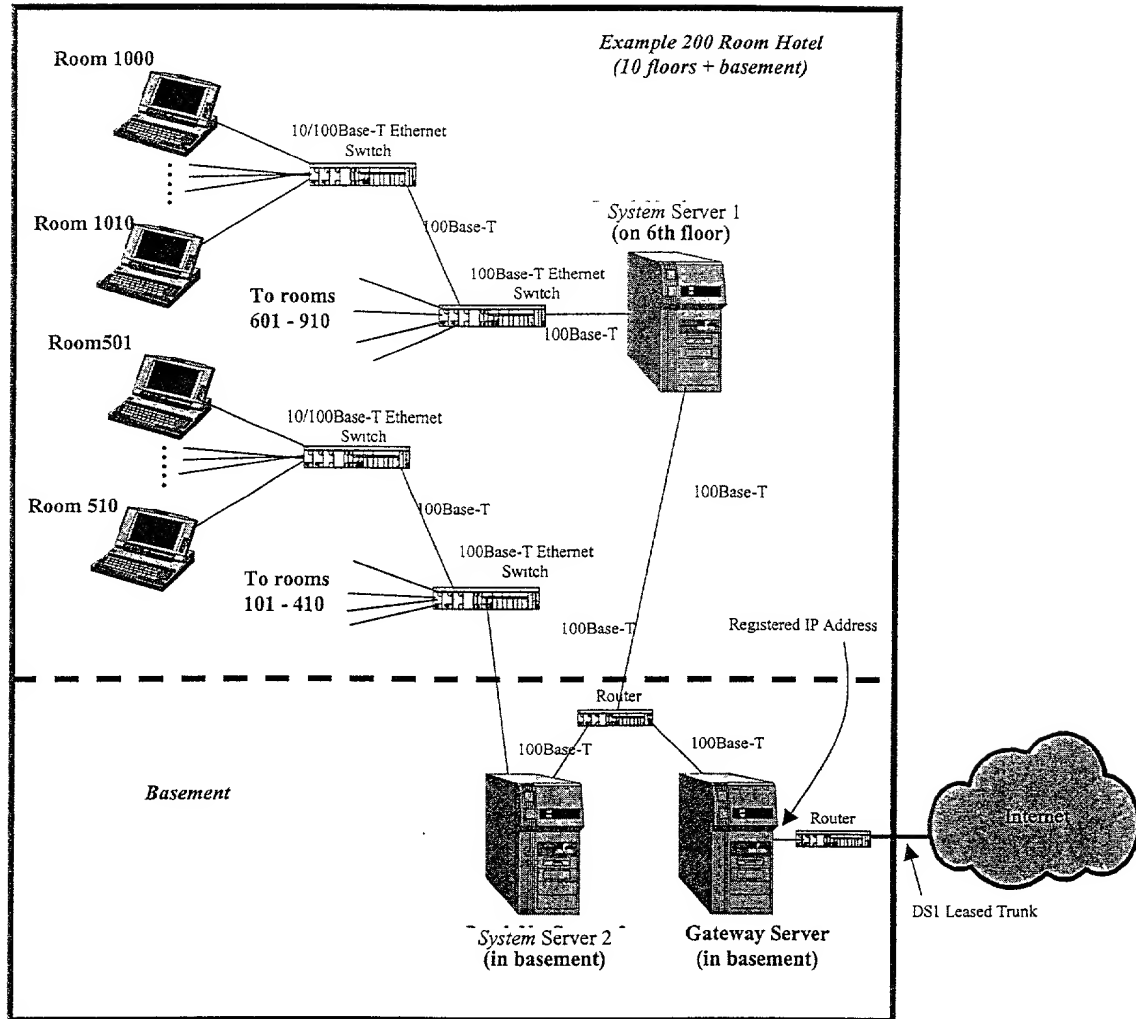 Example 200 Room Hotel
(10 floors + basement)
Room 1000
10/100Base-T Ethernet
Switch
Room 1010
100Base-T
System Server 1
(on 6th floor)
100Base-T Ethernet
Switch
To rooms
601 - 910
100Base-T
Room501
10/100Base-T Ethernet
Switch
Room 510
100Base-T
100Base-T
100Base-T Ethernet
Switch
To rooms
101 - 410
100Base-T
Registered IP Address
Router
100Base-T
100Base-T
Basement
Router
Internet
DS1 Leased Trunk
System Server 2
(in basement)
Gateway Server
(in basement)